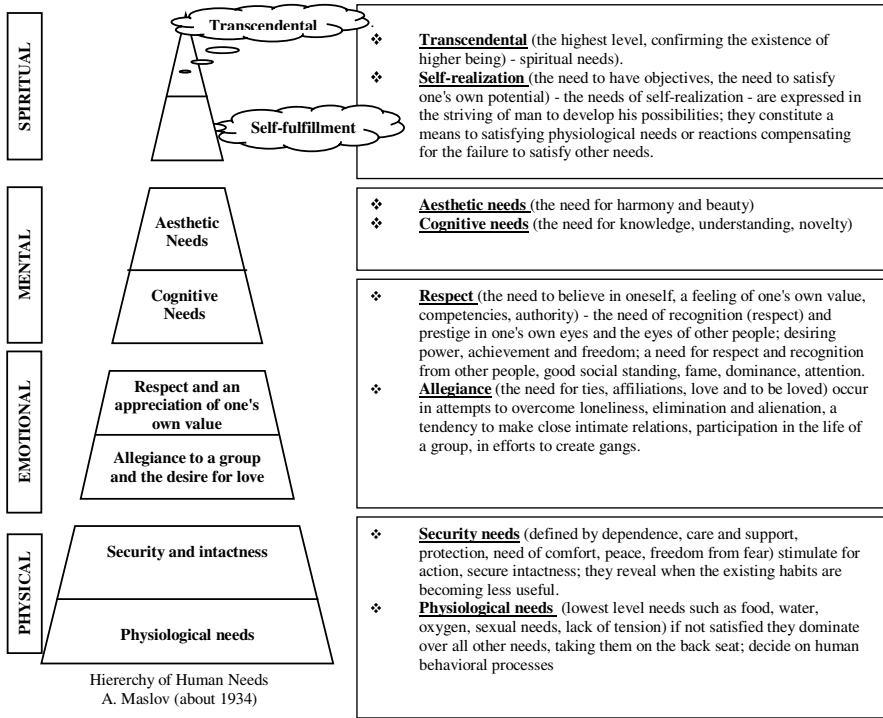 SPIRITUAL
Transcendental
Self-fulfillment
❖ Transcendental (the highest level, confirming the existence of
higher being) - spiritual needs).
❖ Self-realization (the need to have objectives, the need to satisfy
one's own potential) - the needs of self-realization - are expressed in
the striving of man to develop his possibilities; they constitute a
means to satisfying physiological needs or reactions compensating
for the failure to satisfy other needs.
MENTAL
Aesthetic
Needs
Cognitive
Needs
❖ Aesthetic needs (the need for harmony and beauty)
❖ Cognitive needs (the need for knowledge, understanding, novelty)
EMOTIONAL
Respect and an
appreciation of one's
own value
Allegiance to a group
and the desire for love
❖ Respect (the need to believe in oneself, a feeling of one's own value,
competencies, authority) - the need of recognition (respect) and
prestige in one's own eyes and the eyes of other people; desiring
power, achievement and freedom; a need for respect and recognition
from other people, good social standing, fame, dominance, attention.
❖ Allegiance (the need for ties, affiliations, love and to be loved) occur
in attempts to overcome loneliness, elimination and alienation, a
tendency to make close intimate relations, participation in the life of
a group, in efforts to create gangs.
PHYSICAL
Security and intactness
Physiological needs
❖ Security needs (defined by dependence, care and support,
protection, need of comfort, peace, freedom from fear) stimulate for
action, secure intactness; they reveal when the existing habits are
becoming less useful.
❖ Physiological needs (lowest level needs such as food, water,
oxygen, sexual needs, lack of tension) if not satisfied they dominate
over all other needs, taking them on the back seat; decide on human
behavioral processes
Hiererchy of Human Needs
A. Maslov (about 1934)